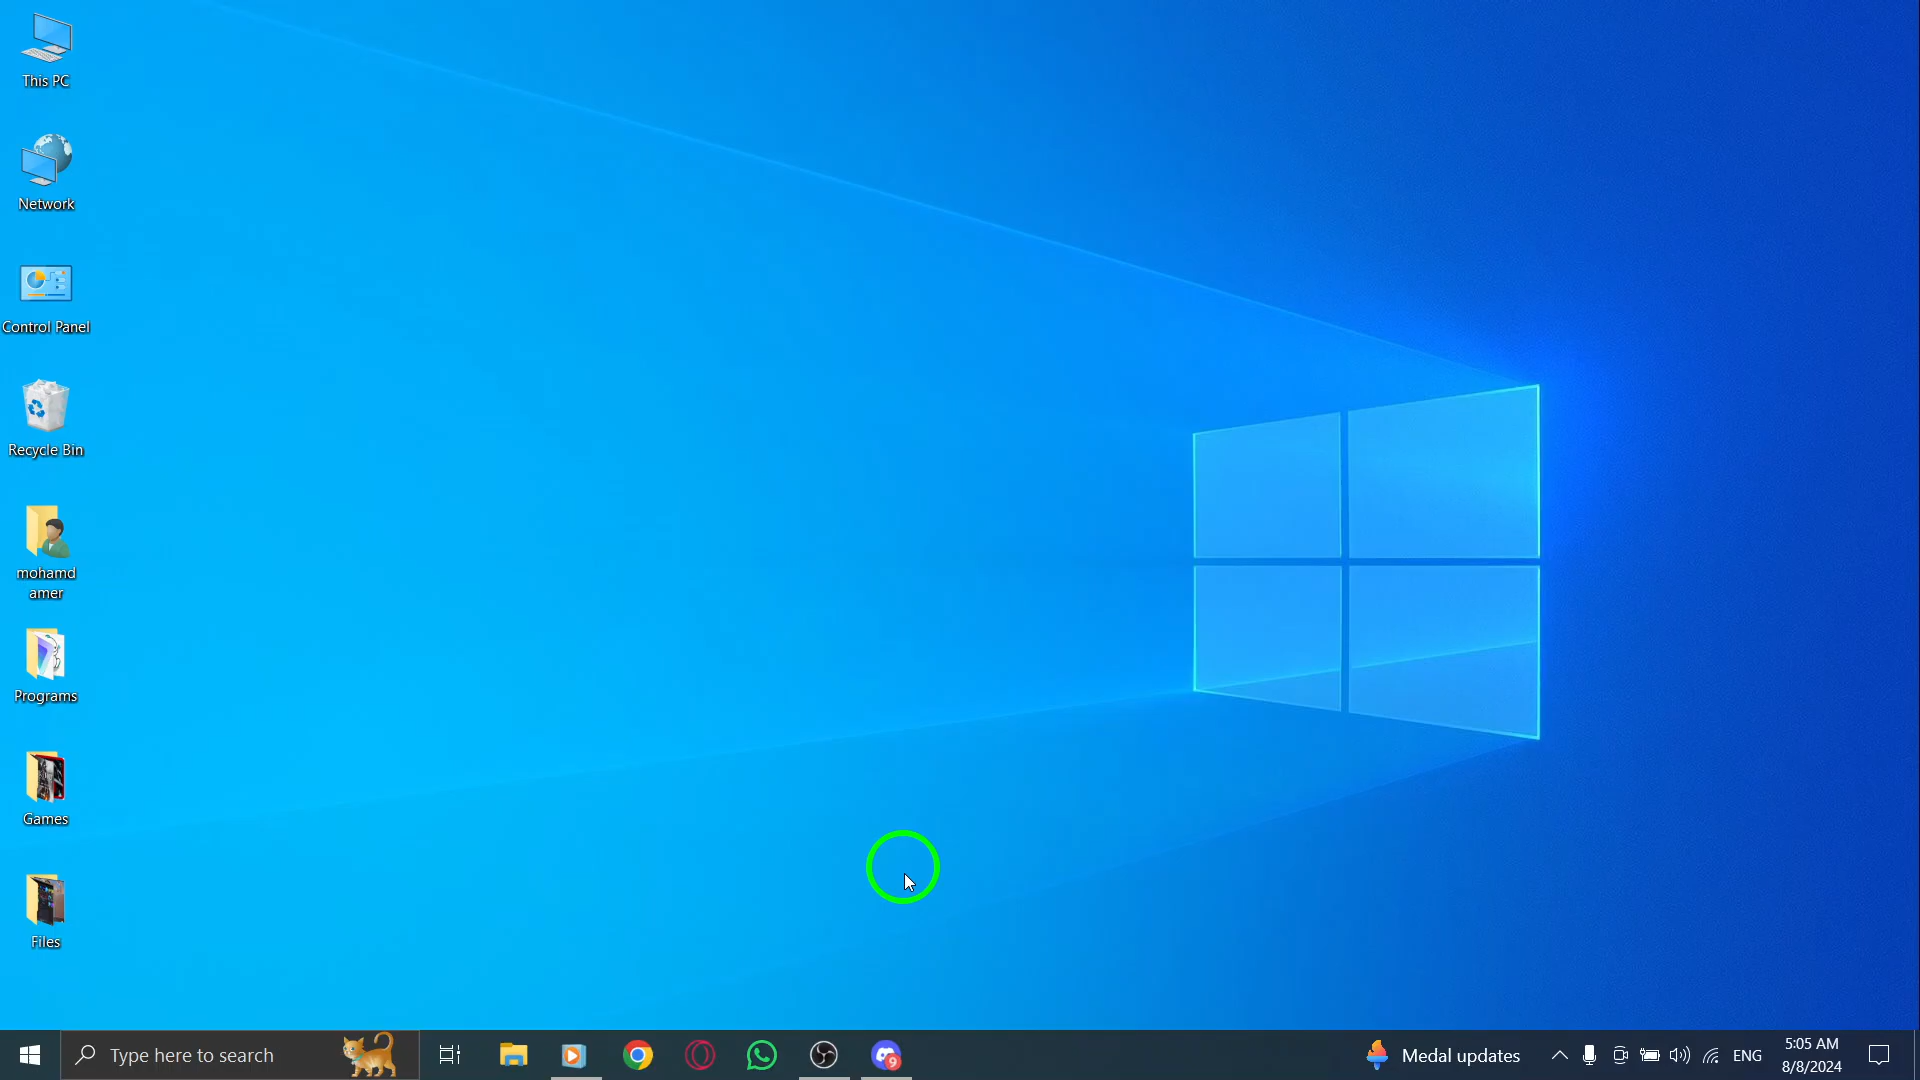 This PC
Network
Control Panel
Recycle Bin
mohamd
amer
Programs
Games
Files
Type here to search
9
Medal updates
ENG
5:05 AM
8/8/2024